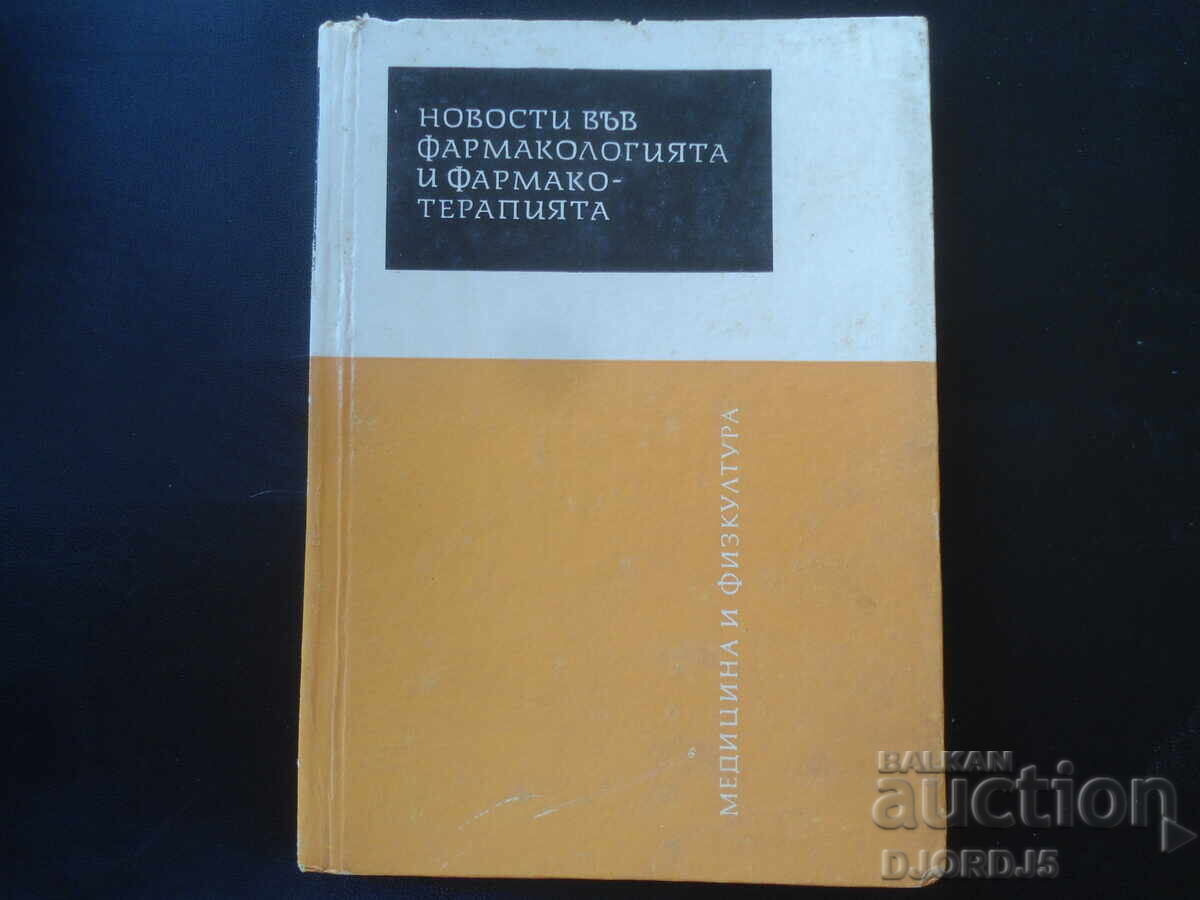 НОВОСТИ ВЪВ
ФАРМАКОЛОГИЯТА
И ФАРМАКО-
ТЕРАПИЯТА
МЕДИЦИНА И ФИЗКУЛТУРА
BALKAN
auction
DJORDJ5